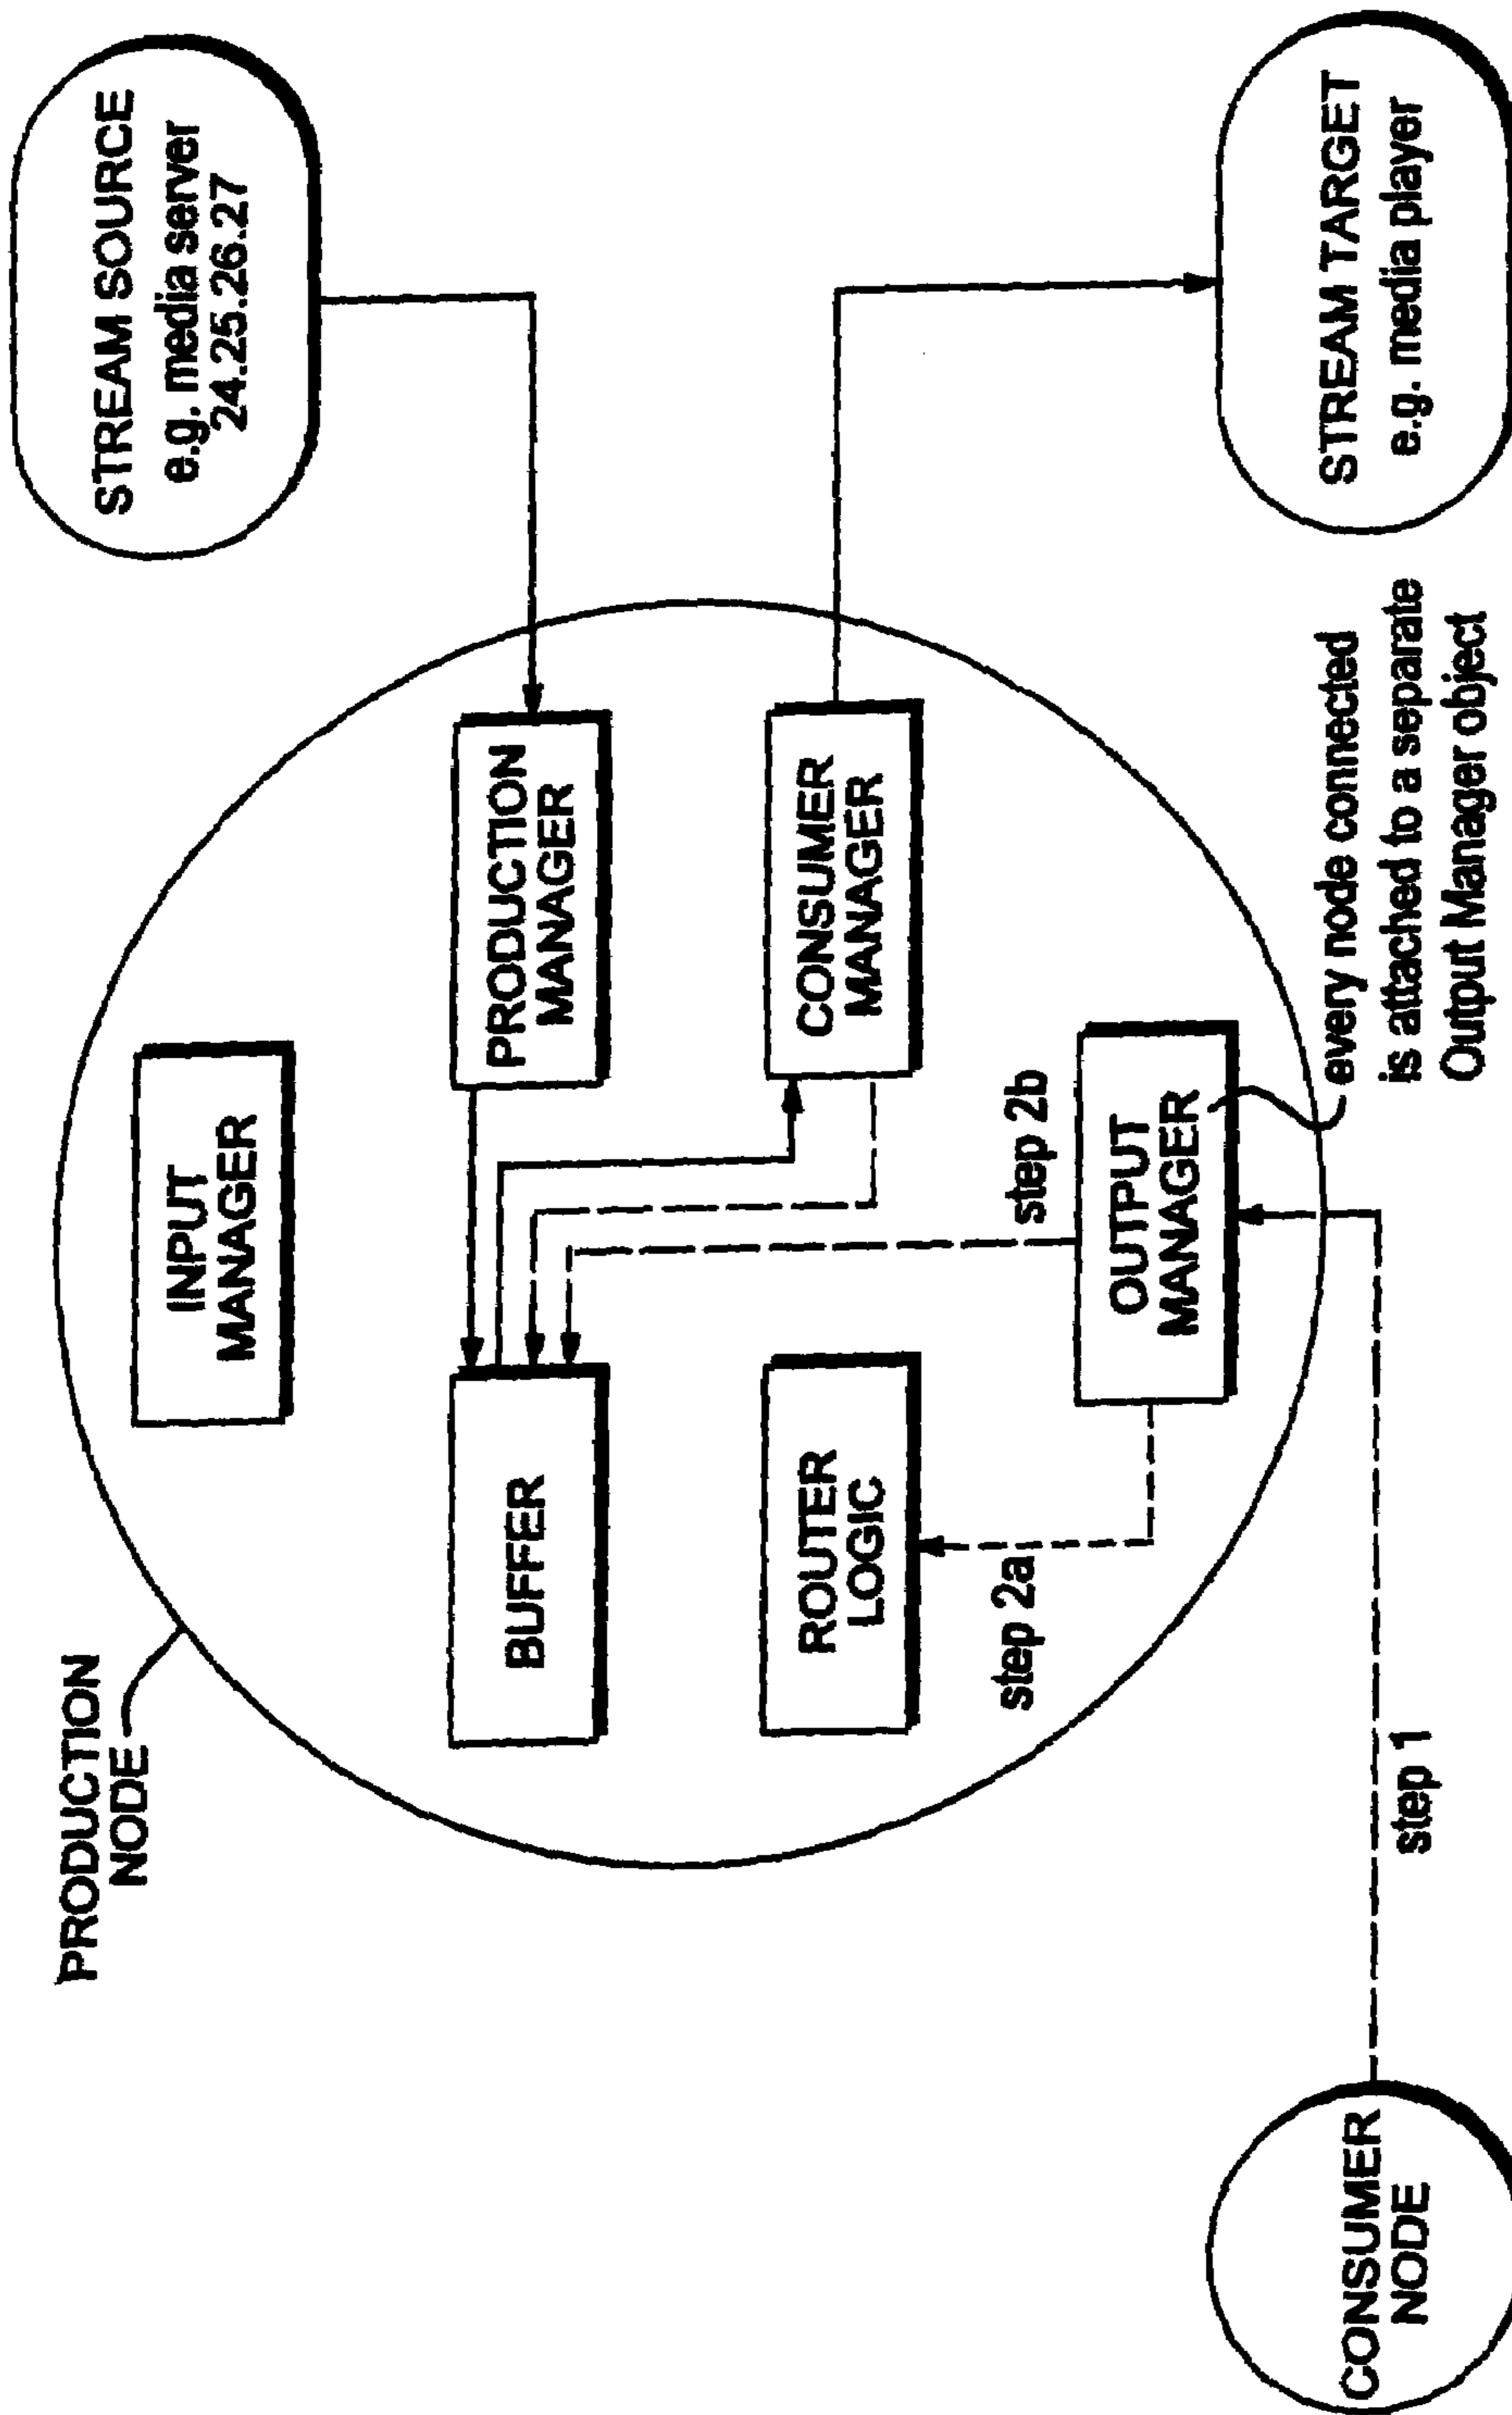 PRODUCTION
NODE
INPUT
MANAGER
STREAM SOURCE
e.g. media server
24.25.26.27
BUFFER
PRODUCTION
MANAGER
ROUTER
LOGIC
CONSUMER
MANAGER
step 2a
step 2b
OUTPUT
MANAGER
CONSUMER
NODE
step 1
every node connected
is attached to a separate
Output Manager object
STREAM TARGET
e.g. media player